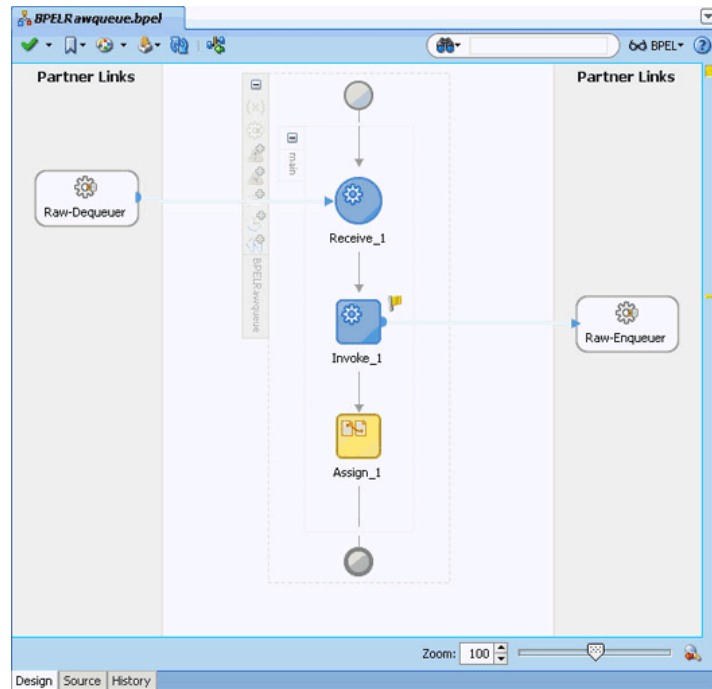 BPELRawqueue.bpel
BPEL
Partner Links
Partner Links
(x)
main
Raw-Dequeuer
Receive_1
BPELRawqueue
Raw-Enqueuer
Invoke_1
Assign_1
Zoom: 100
Design Source History